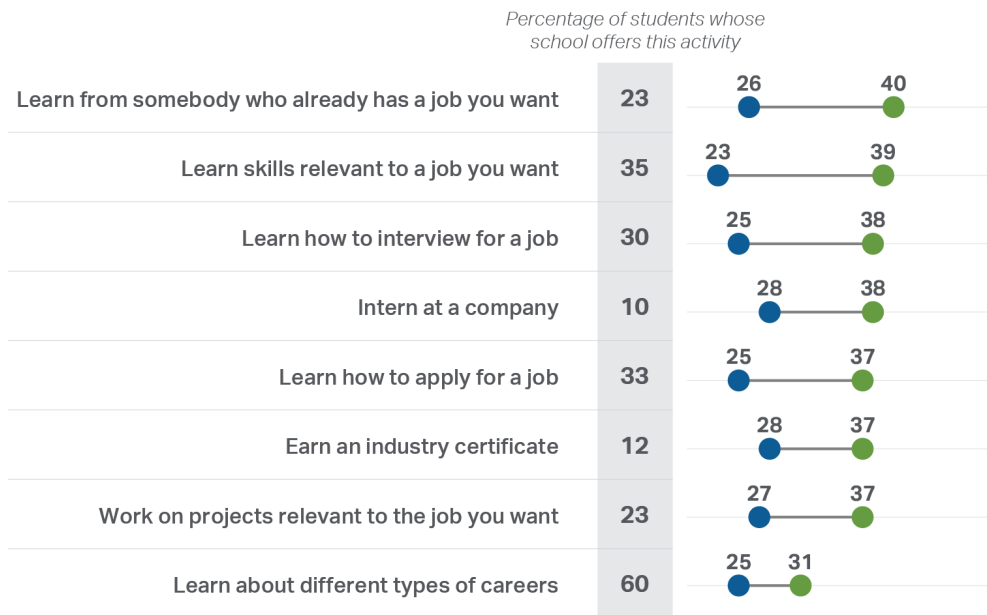 Percentage of students whose
school offers this activity
Learn from somebody who already has a job you want 23 26 40
Learn skills relevant to a job you want 35 23 39
Learn how to interview for a job 30 25 38
Intern at a company 10 28 38
Learn how to apply for a job 33 25 37
Earn an industry certificate 12 28 37
Work on projects relevant to the job you want 23 27 37
Learn about different types of careers 60 25 31